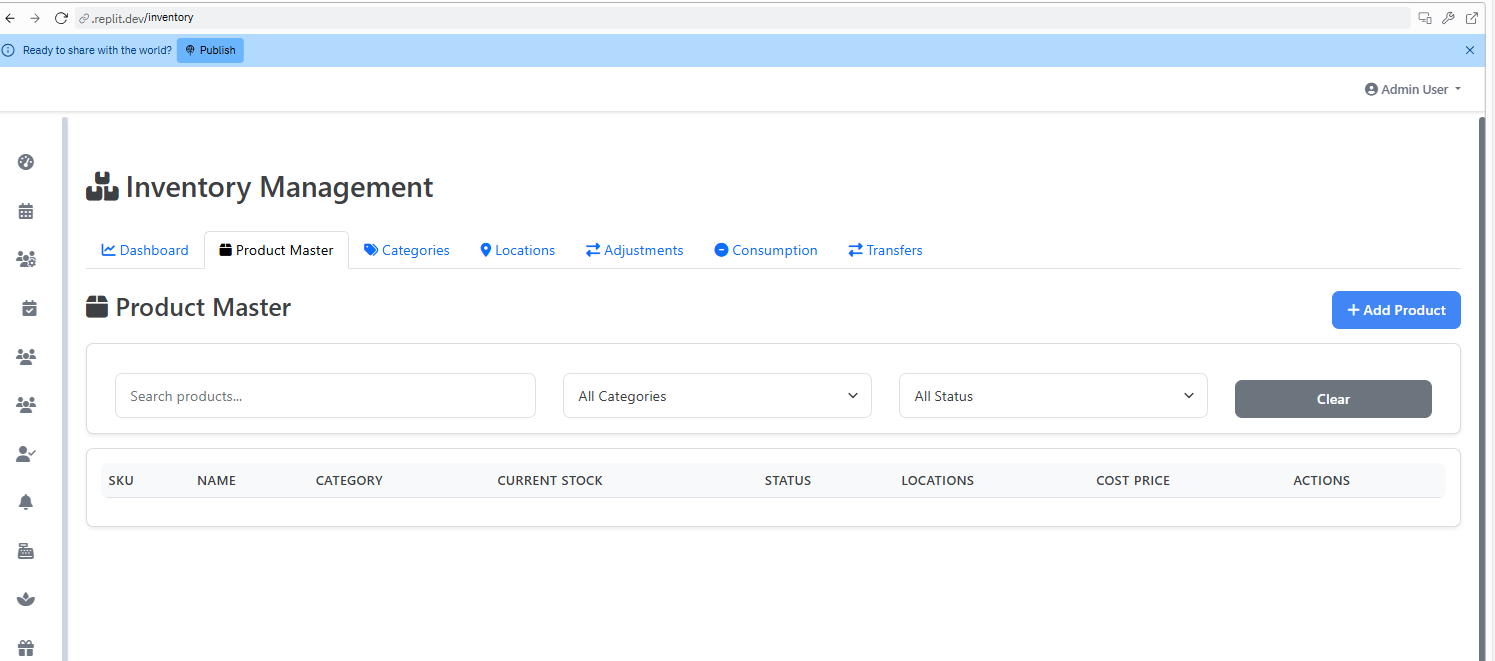 .replit.dev/inventory
Ready to share with the world? Publish
Admin User
Inventory Management
Dashboard Product Master Categories Locations Adjustments Consumption Transfers
Product Master
+ Add Product
Search products... All Categories All Status Clear
SKU NAME CATEGORY CURRENT STOCK STATUS LOCATIONS COST PRICE ACTIONS